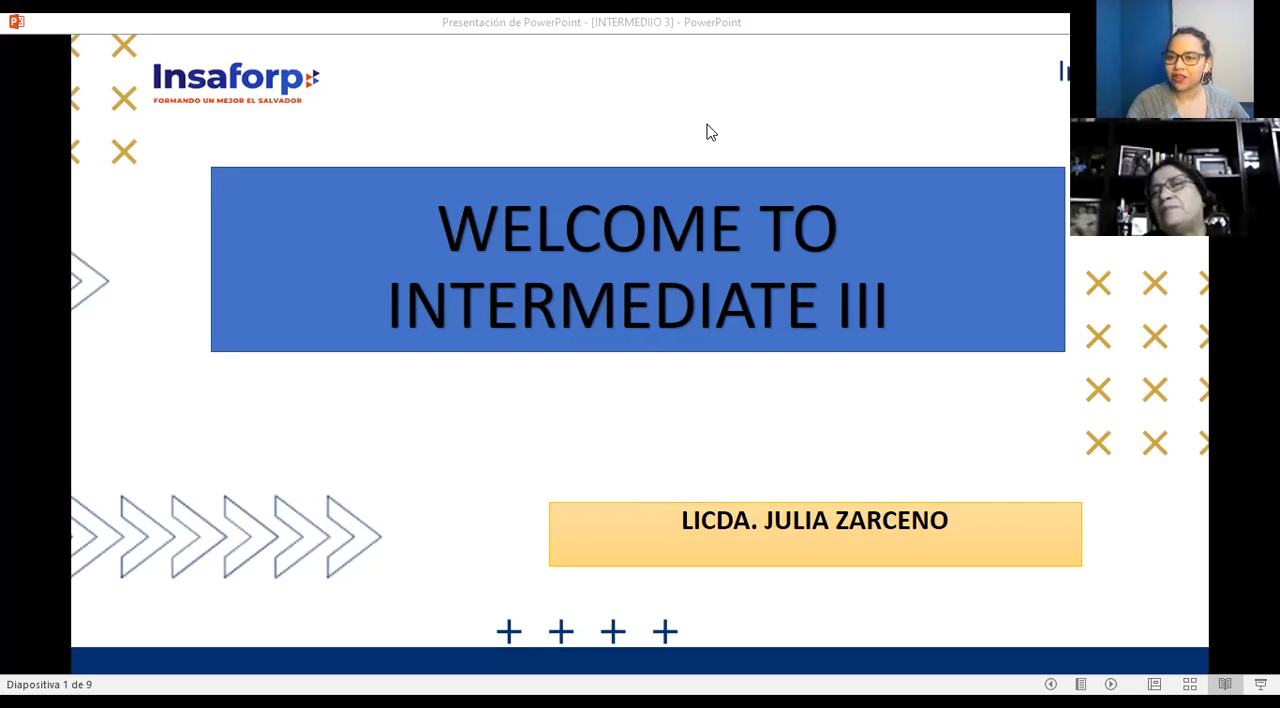 Presentación de PowerPoint - [INTERMEDIIO 3] - PowerPoint
Insaforp
FORMANDO UN MEJOR EL SALVADOR
WELCOME TO
INTERMEDIATE III
LICDA. JULIA ZARCENO
Diapositiva 1 de 9